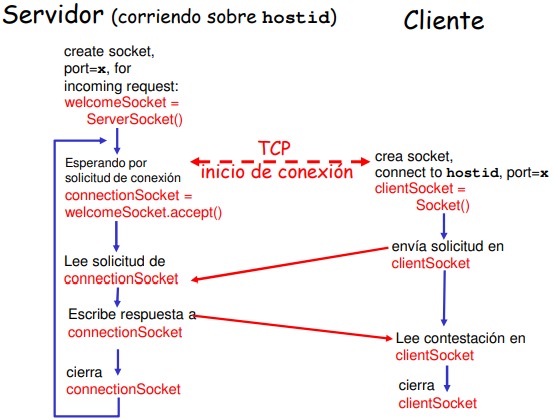 Servidor (corriendo sobre hostid)
create socket,
port=x, for
incoming request:
welcomeSocket =
ServerSocket()
Esperando por
solicitud de conexión
connectionSocket =
welcomeSocket.accept()
Lee solicitud de
connectionSocket
Escribe respuesta a
connectionSocket
cierra
connectionSocket
TCP
inicio de conexión
Cliente
crea socket,
connect to hostid, port=x
clientSocket =
Socket()
envía solicitud en
clientSocket
Lee contestación en
clientSocket
cierra
clientSocket